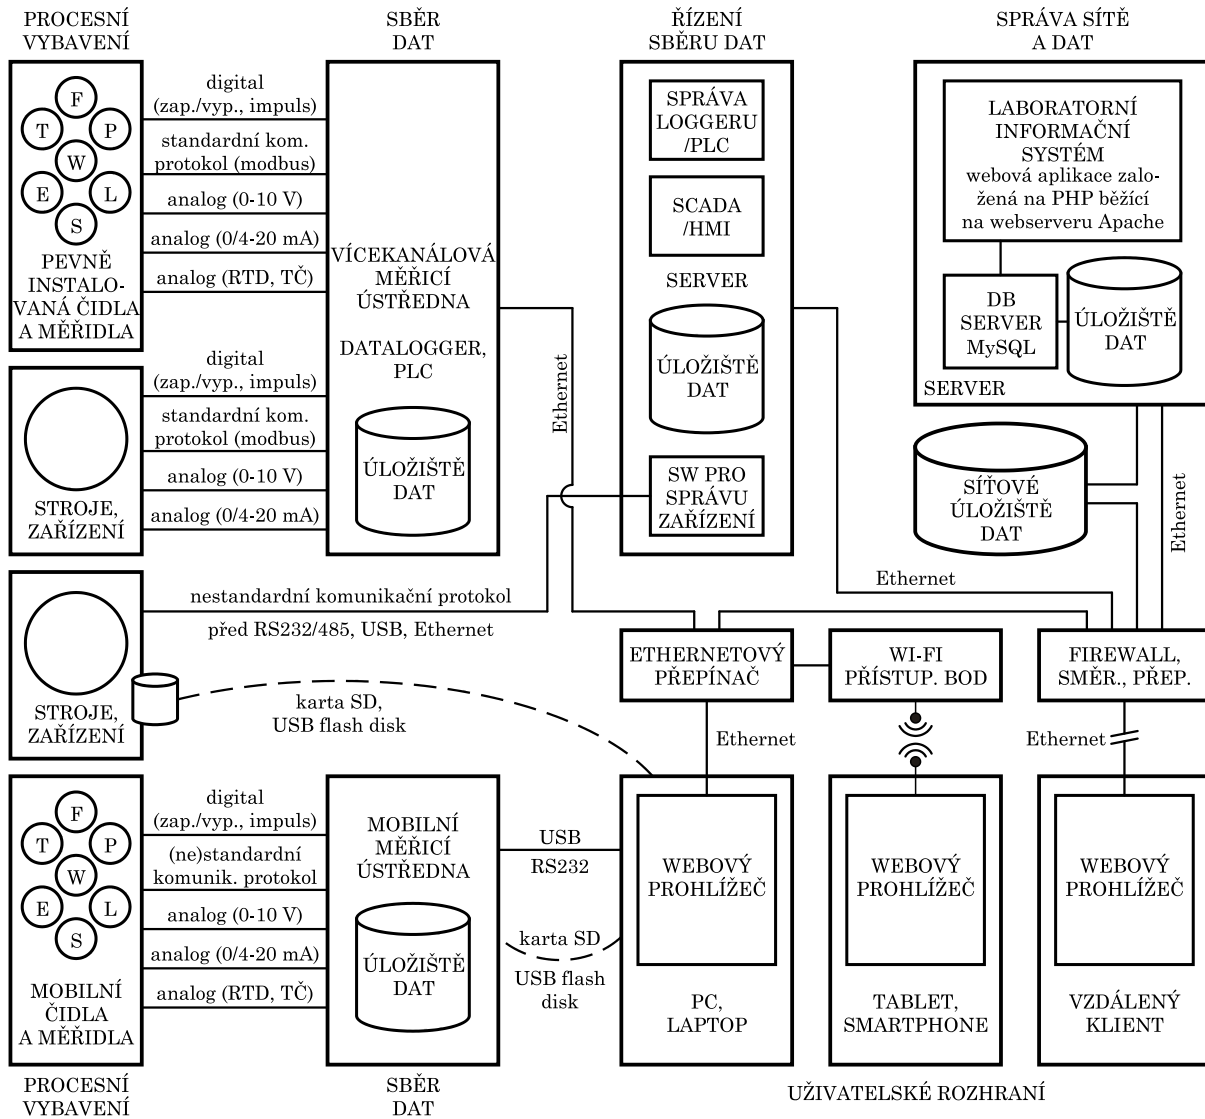 PROCESNÍ
VYBAVENÍ
SBĚR
DAT
ŘÍZENÍ
SBĚRU DAT
SPRÁVA SÍTĚ
A DAT
F
T
P
W
E
L
S
PEVNĚ
INSTALO-
VANÁ ČIDLA
A MĚŘIDLA
digital
(zap./vyp., impuls)
standardní kom.
protokol (modbus)
analog (0-10 V)
analog (0/4-20 mA)
analog (RTD, TČ)
STROJE,
ZAŘÍZENÍ
digital
(zap./vyp., impuls)
standardní kom.
protokol (modbus)
analog (0-10 V)
analog (0/4-20 mA)
VÍCEKANÁLOVÁ
MĚŘICÍ
ÚSTŘEDNA
DATALOGGER,
PLC
ÚLOŽIŠTĚ
DAT
Ethernet
SPRÁVA
LOGGERU
/PLC
SCADA
/HMI
SERVER
ÚLOŽIŠTĚ
DAT
SW PRO
SPRÁVU
ZAŘÍZENÍ
LABORATORNÍ
INFORMAČNÍ
SYSTÉM
webová aplikace zalo-
žená na PHP běžící
na webserveru Apache
DB
SERVER
MySQL
ÚLOŽIŠTĚ
DAT
SERVER
SÍŤOVÉ
ÚLOŽIŠTĚ
DAT
Ethernet
Ethernet
STROJE,
ZAŘÍZENÍ
nestandardní komunikační protokol
před RS232/485, USB, Ethernet
karta SD,
USB flash disk
ETHERNETOVÝ
PŘEPÍNAČ
WI-FI
PŘÍSTUP. BOD
FIREWALL,
SMĚR., PŘEP.
Ethernet
Ethernet
F
T
P
W
E
L
S
MOBILNÍ
ČIDLA
A MĚŘIDLA
digital
(zap./vyp., impuls)
(ne)standardní
komunik. protokol
analog (0-10 V)
analog (0/4-20 mA)
analog (RTD, TČ)
MOBILNÍ
MĚŘICÍ
ÚSTŘEDNA
ÚLOŽIŠTĚ
DAT
USB
RS232
karta SD
USB flash
disk
WEBOVÝ
PROHLÍŽEČ
PC,
LAPTOP
WEBOVÝ
PROHLÍŽEČ
TABLET,
SMARTPHONE
WEBOVÝ
PROHLÍŽEČ
VZDÁLENÝ
KLIENT
PROCESNÍ
VYBAVENÍ
SBĚR
DAT
UŽIVATELSKÉ ROZHRANÍ